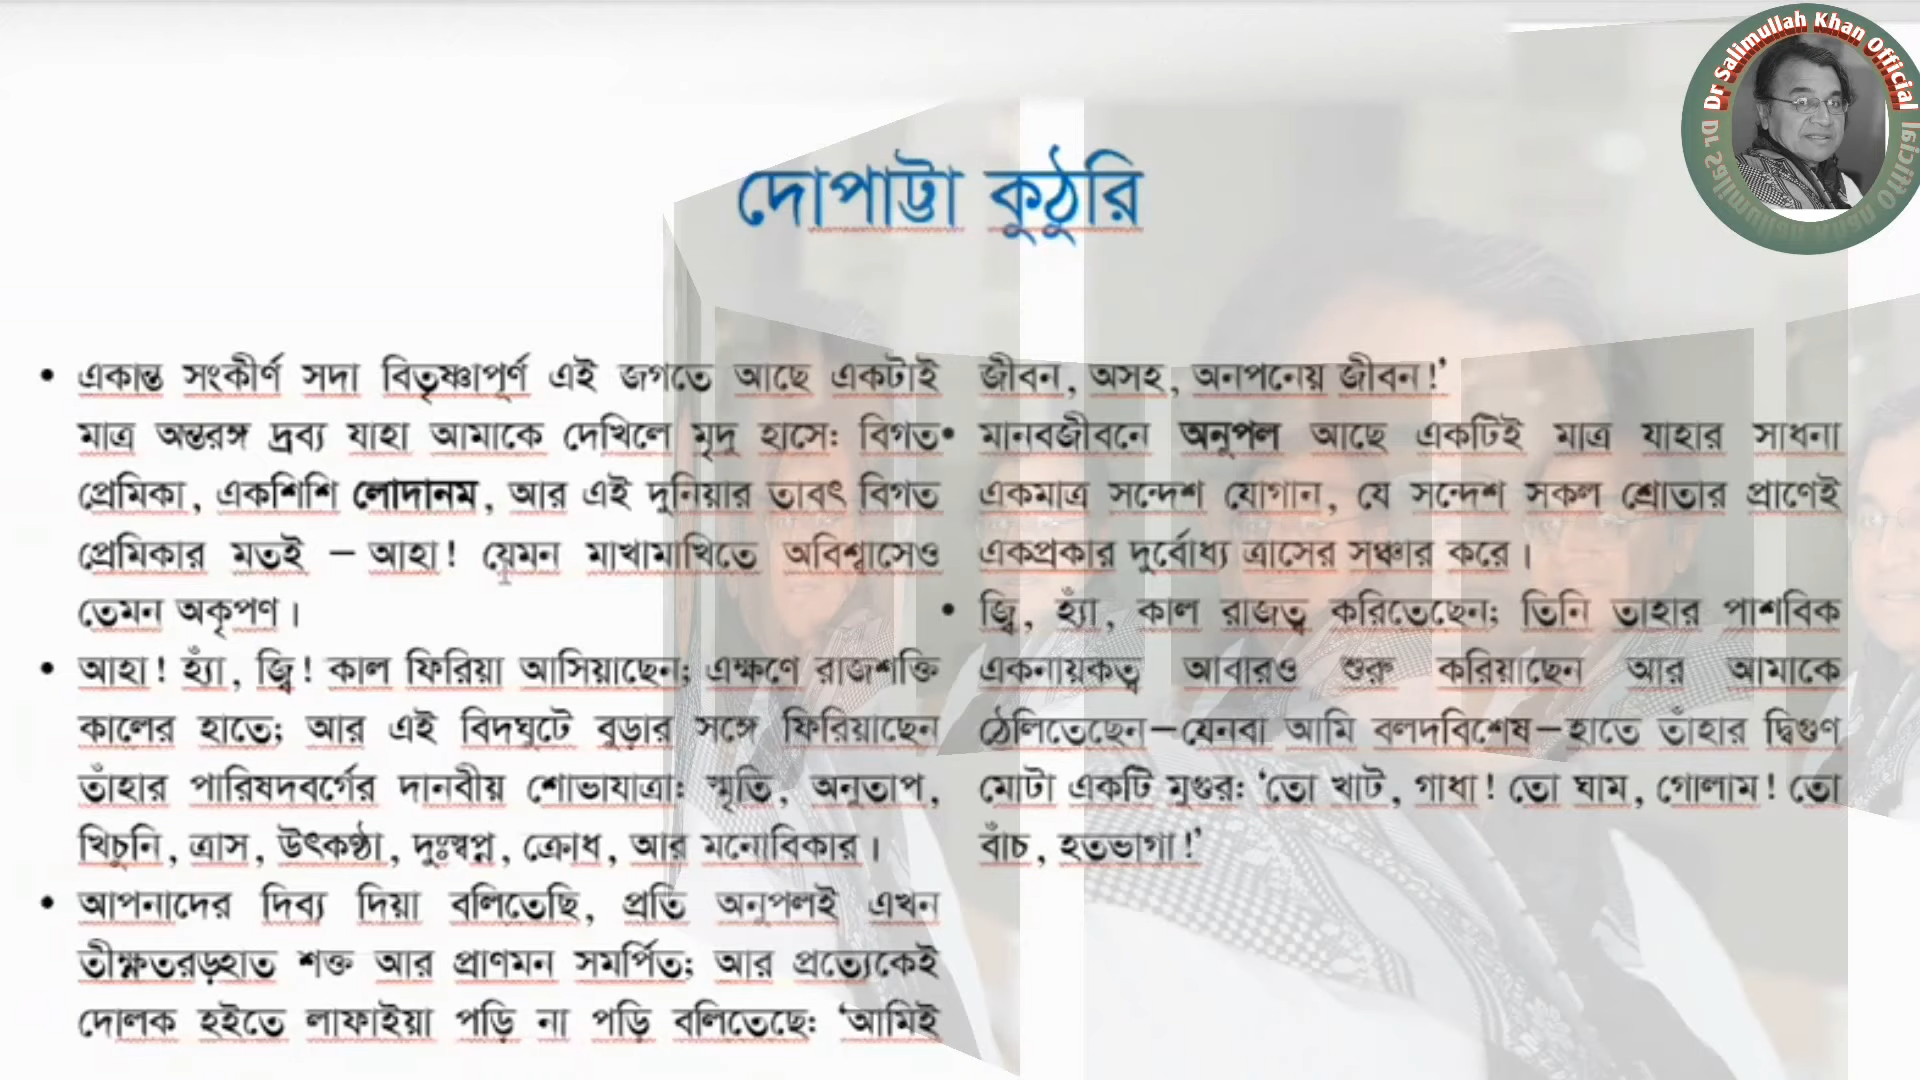 Dr Salimullah Khan Official
দোপাট্টা কুঠুরি
• একান্ত সংকীর্ণ সদা বিতৃষ্ণাপূর্ণ এই জগতে আছে একটাই
মাত্র অন্তরঙ্গ দ্রব্য যাহা আমাকে দেখিলে মৃদু হাসে: বিগত
প্রেমিকা, একশিশি লোদানম, আর এই দুনিয়ার তাবৎ বিগত
প্রেমিকার মতই – আহা! যেমন মাখামাখিতে অবিশ্বাসেও
তেমন অকৃপণ।
• আহা! হ্যাঁ, জ্বি! কাল ফিরিয়া আসিয়াছেন; এক্ষণে রাজশক্তি
কালের হাতে; আর এই বিদঘুটে বুড়ার সঙ্গে ফিরিয়াছেন
তাঁহার পারিষদবর্গের দানবীয় শোভাযাত্রা: স্মৃতি, অনুতাপ,
খিচুনি, ত্রাস, উৎকণ্ঠা, দুঃস্বপ্ন, ক্রোধ, আর মনোবিকার।
• আপনাদের দিব্য দিয়া বলিতেছি, প্রতি অনুপলই এখন
শক্ত আর প্রাণমন সমর্পিত; আর প্রত্যেকেই
দোলক হইতে লাফাইয়া পড়ি না পড়ি বলিতেছে: ‘আমিই
জীবন, অসহ, অনপনেয় জীবন!’
• মানবজীবনে অনুপল আছে একটিই মাত্র যাহার সাধনা
একমাত্র সন্দেশ যোগান, যে সন্দেশ সকল শ্রোতার প্রাণেই
একপ্রকার দুর্বোধ্য ত্রাসের সঞ্চার করে।
• জ্বি, হ্যাঁ, কাল রাজত্ব করিতেছেন; তিনি তাহার পাশবিক
একনায়কত্ব আবারও শুরু করিয়াছেন আর আমাকে
ঠেলিতেছেন—যেনবা আমি বলদবিশেষ—হাতে তাঁহার দ্বিগুণ
মোটা একটি মুগুর: ‘তো খাট, গাধা! তো ঘাম, গোলাম! তো
বাঁচ, হতভাগা!’